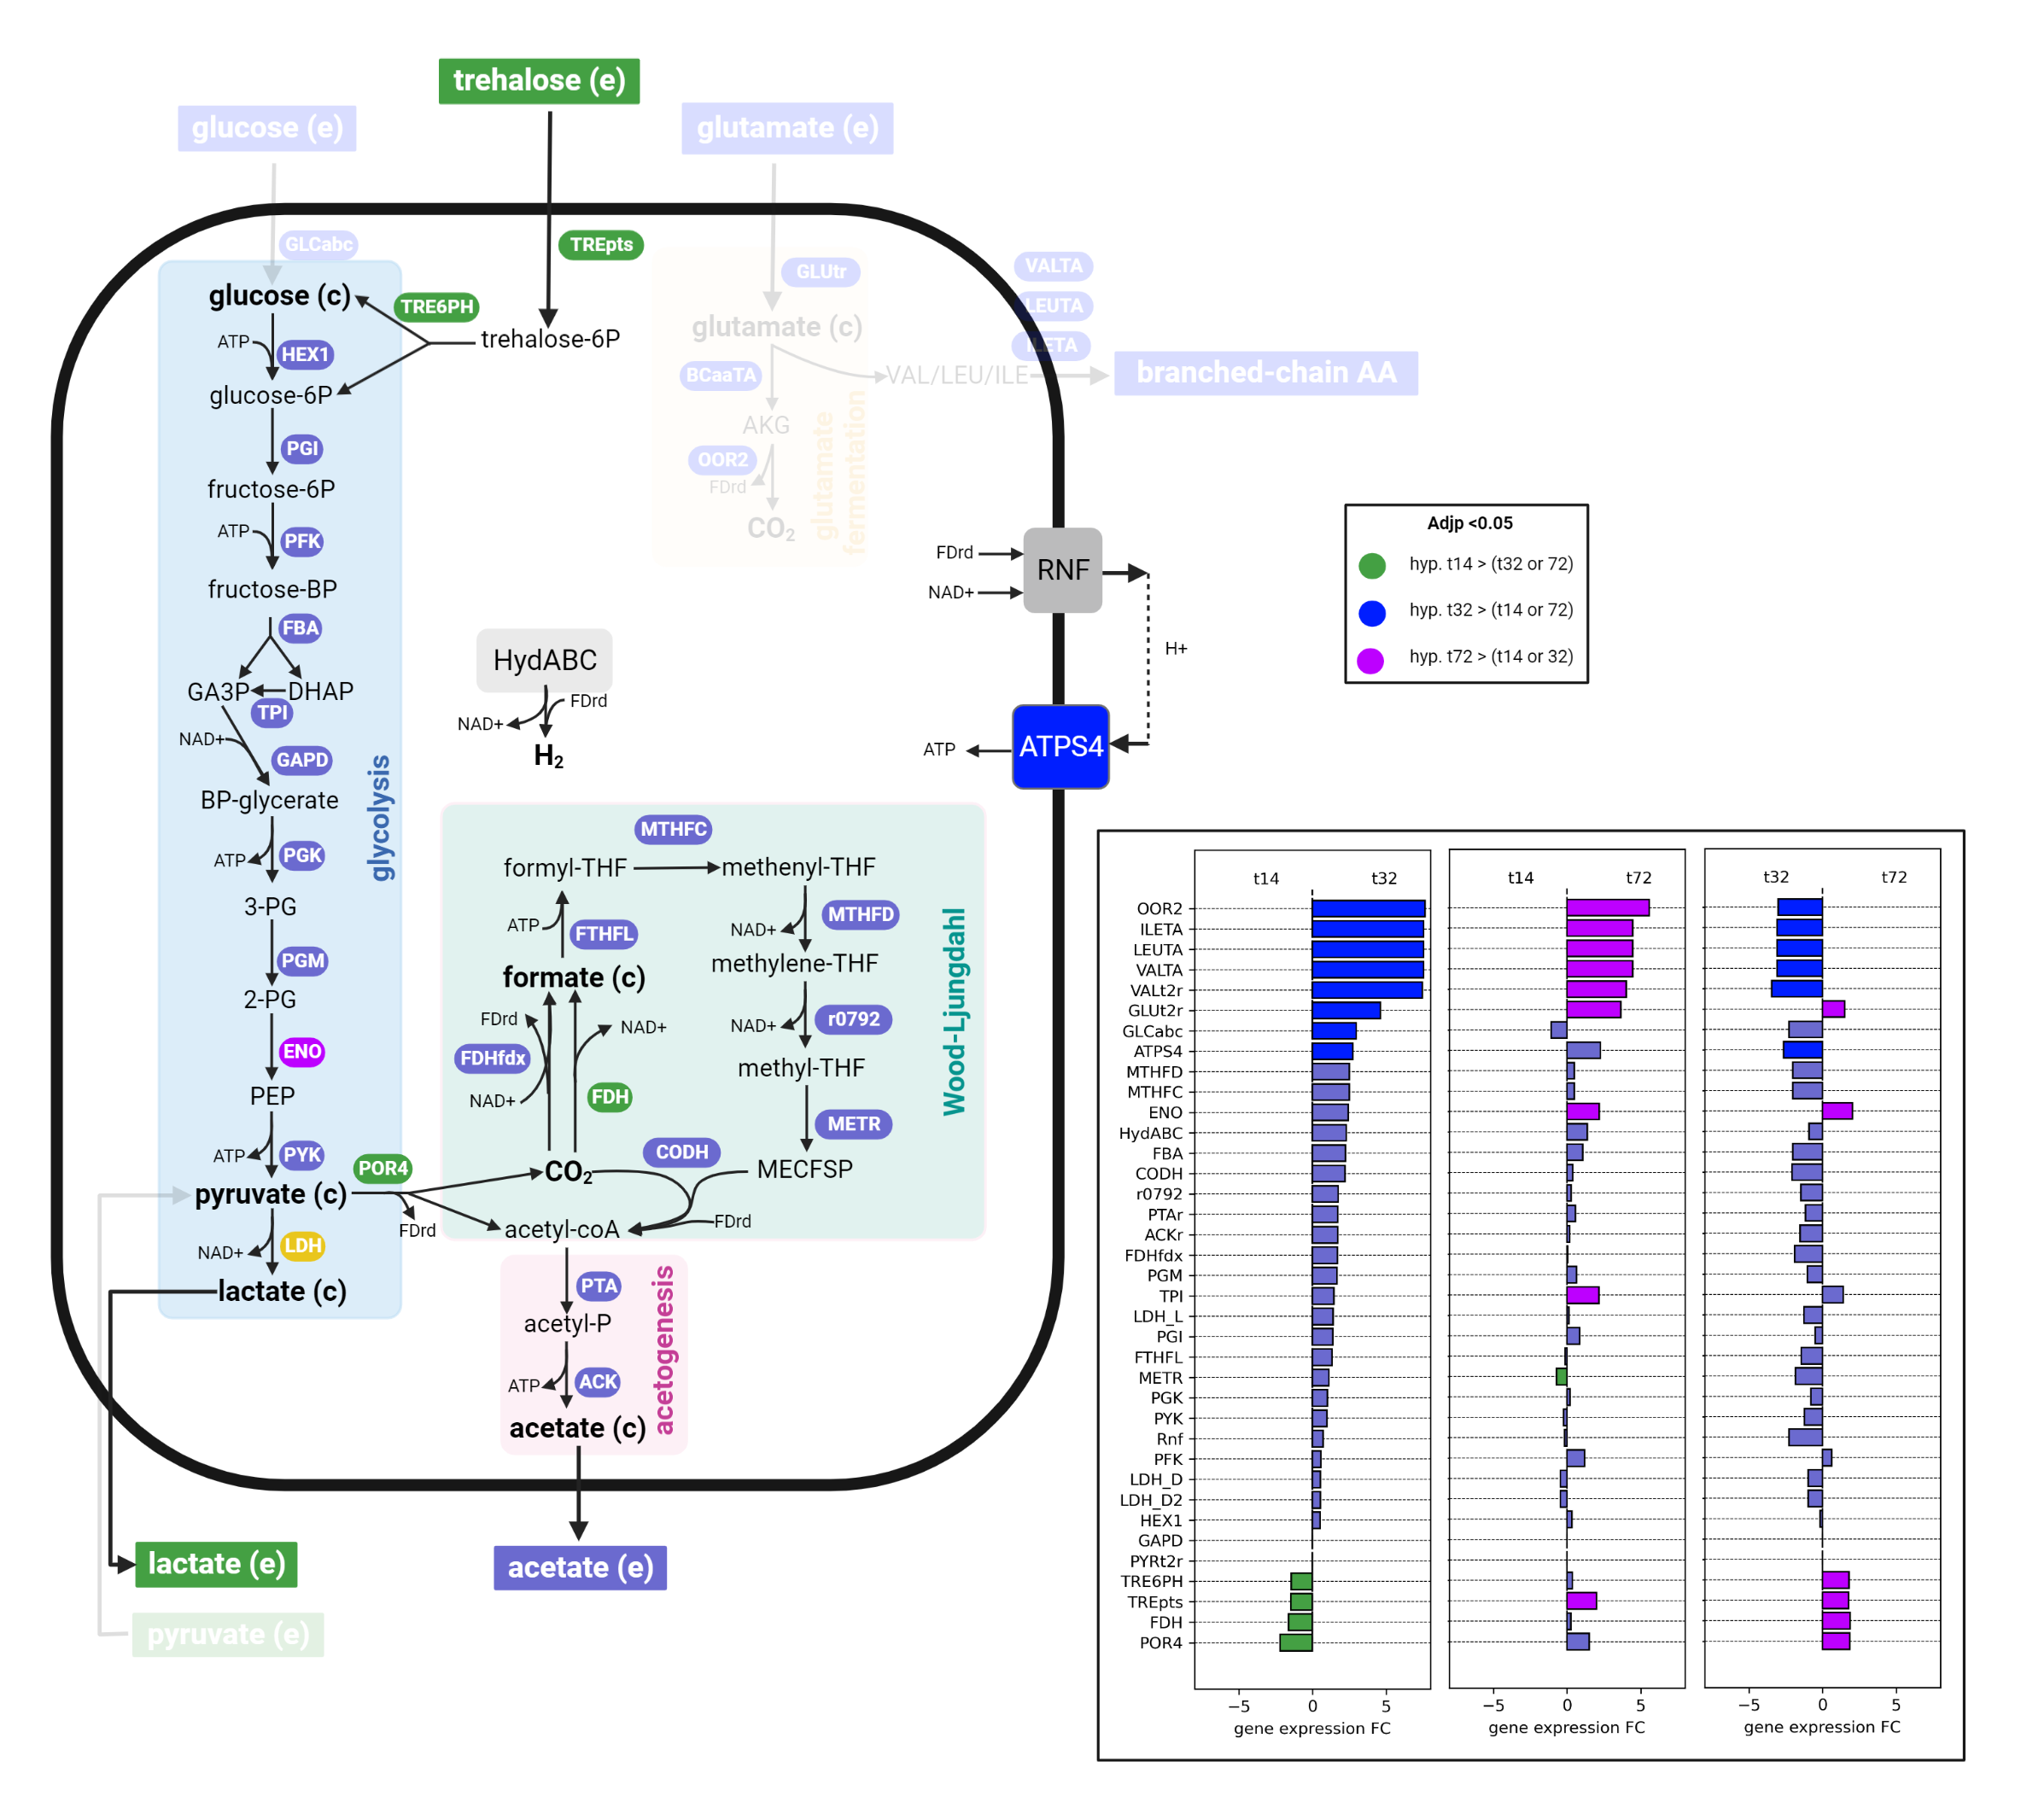 trehalose (e)
glucose (e)
glutamate (e)
GLCabc
TREpts
GLUtr
VALTA
LEUTA
ILETA
glucose (c)
TRE6PH
trehalose-6P
glutamate (c)
ATP
HEX1
BCaaTA
VAL/LEU/ILE
branched-chain AA
glucose-6P
AKG
PGI
OOR2
FDrd
fructose-6P
CO2
glutamate
fermentation
ATP
PFK
fructose-BP
FBA
GA3P
DHAP
TPI
NAD+
GAPD
BP-glycerate
ATP
PGK
3-PG
PGM
2-PG
ENO
PEP
ATP
PYK
pyruvate (c)
NAD+
LDH
lactate (c)
glycolysis
HydABC
FDrd
NAD+
H2
FDrd
NAD+
RNF
H+
ATP
ATPS4
Adjp <0.05
hyp. t14 > (t32 or 72)
hyp. t32 > (t14 or 72)
hyp. t72 > (t14 or 32)
MTHFC
formyl-THF
methenyl-THF
ATP
FTHFL
NAD+
MTHFD
formate (c)
methylene-THF
FDrd
NAD+
NAD+
r0792
FDHfdx
methyl-THF
NAD+
FDH
METR
CODH
POR4
CO2
MECFSP
FDrd
acetyl-coA
FDrd
Wood-Ljungdahl
PTA
acetyl-P
ATP
ACK
acetate (c)
acetogenesis
lactate (e)
acetate (e)
pyruvate (e)
t14 t32
t14 t72
t32 t72
OOR2
ILETA
LEUTA
VALTA
VALt2r
GLUt2r
GLCabc
ATPS4
MTHFD
MTHFC
ENO
HydABC
FBA
CODH
r0792
PTAr
ACKr
FDHfdx
PGM
TPI
LDH_L
PGI
FTHFL
METR
PGK
PYK
Rnf
PFK
LDH_D
LDH_D2
HEX1
GAPD
PYRt2r
TRE6PH
TREpts
FDH
POR4
−5 0 5
−5 0 5
−5 0 5
gene expression FC
gene expression FC
gene expression FC